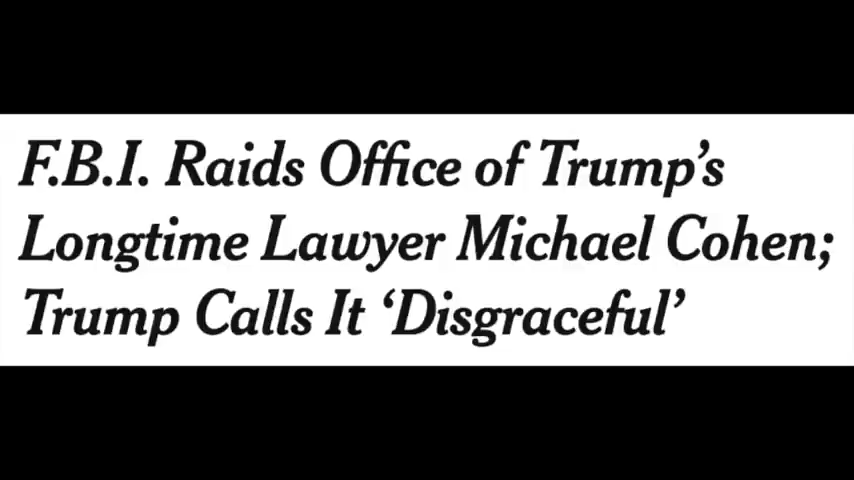 F.B.I. Raids Office of Trump’s
Longtime Lawyer Michael Cohen;
Trump Calls It ‘Disgraceful’